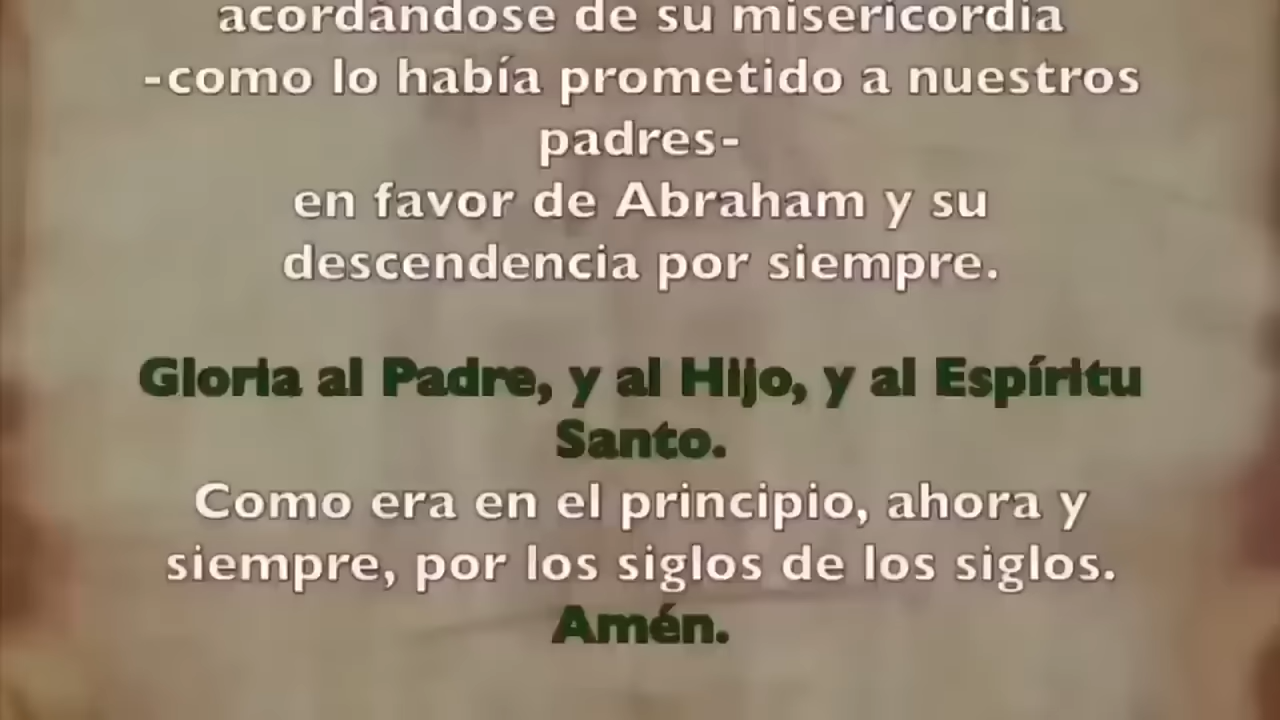 acordándose de su misericordia
-como lo había prometido a nuestros
padres-
en favor de Abraham y su
descendencia por siempre.
Gloria al Padre, y al Hijo, y al Espíritu
Santo.
Como era en el principio, ahora y
siempre, por los siglos de los siglos.
Amén.